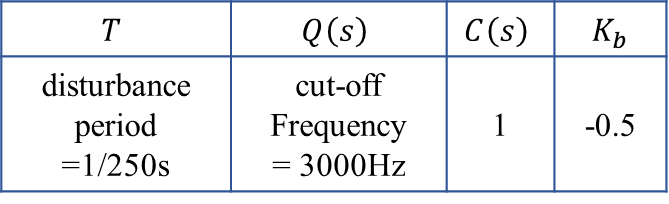 T Q(s) C(s) K_b
disturbance
period
=1/250s
cut-off
Frequency
= 3000Hz
1
-0.5